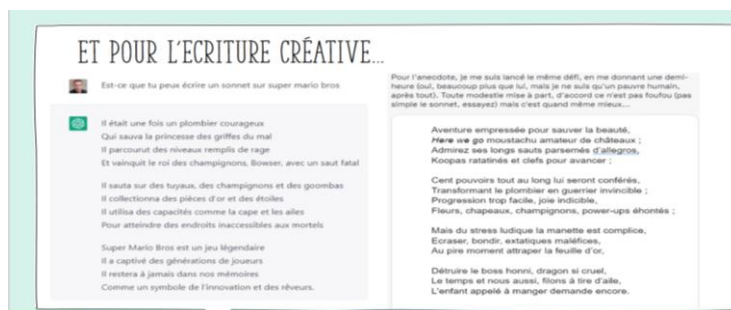 ET POUR L'ECRITURE CRÉATIVE...
Est-ce que tu peux écrire un sonnet sur super mario bros
Il était une fois un plombier courageux
Qui sauva la princesse des griffes du mal
Il parcourut des niveaux remplis de rage
Et vainquit le roi des champignons, Bowser, avec un saut fatal
Il sauta sur des tuyaux, des champignons et des goombas
Il collectionna des pièces d'or et des étoiles
Il utilisa des capacités comme la cape et les ailes
Pour atteindre des endroits inaccessibles aux mortels
Super Mario Bros est un jeu légendaire
Il a captivé des générations de joueurs
Il restera à jamais dans nos mémoires
Comme un symbole de l'innovation et des rêveurs.
Pour l'anecdote, je me suis lancé le même défi, en me donnant une demi-
heure (oui, beaucoup plus que lui, mais je ne suis qu'un pauvre humain,
après tout). Toute modestie mise à part, d'accord ce n'est pas foufou (pas
simple le sonnet, essayez) mais c'est quand même mieux...
Aventure empressée pour sauver la beauté,
Here we go moustachu amateur de châteaux ;
Admirez ses longs sauts parsemés d'allegros,
Koopas ratatinés et clefs pour avancer ;
Cent pouvoirs tout au long lui seront conférés,
Transformant le plombier en guerrier invincible ;
Progression trop facile, joie indicible,
Fleurs, chapeaux, champignons, power-ups éhontés ;
Mais du stress ludique la manette est complice,
Ecraser, bondir, extatiques maléfices,
Au pire moment attraper la feuille d'or,
Détruire le boss honni, dragon si cruel,
Le temps et nous aussi, filons à tire d'aile,
L'enfant appelé à manger demande encore.